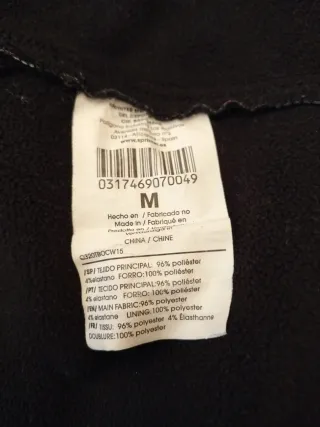 0317469070049
M
Hecho en / Fabricado no
Made in / Fabriqué en
CHINA / CHINE
/SP/ TEJIDO PRINCIPAL: 96% poliéster
4%elastano FORRO:100% poliéster
/PT/ TECIDO PRINCIPAL:96% poliéster
4% elastano FORRO:100% poliéster
/EN/ MAIN FABRIC:96% polyester
4% elastane LINING:100% polyester
/FR/ TISSU: 96% polyester 4% Élasthanne
DOUBLURE:100% polyester